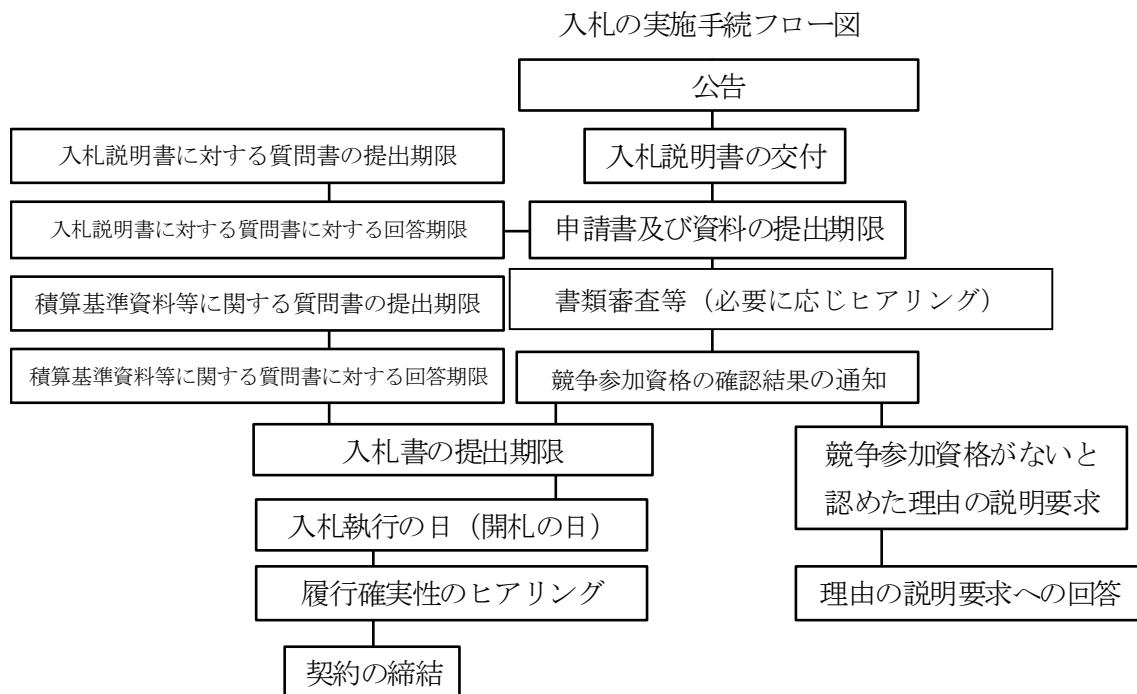 入札の実施手続フロー図
公告
入札説明書に対する質問書の提出期限
入札説明書の交付
入札説明書に対する質問書に対する回答期限
申請書及び資料の提出期限
積算基準資料等に関する質問書の提出期限
書類審査等（必要に応じヒアリング）
積算基準資料等に関する質問書に対する回答期限
競争参加資格の確認結果の通知
入札書の提出期限
競争参加資格がないと
認めた理由の説明要求
入札執行の日（開札の日）
履行確実性のヒアリング
理由の説明要求への回答
契約の締結